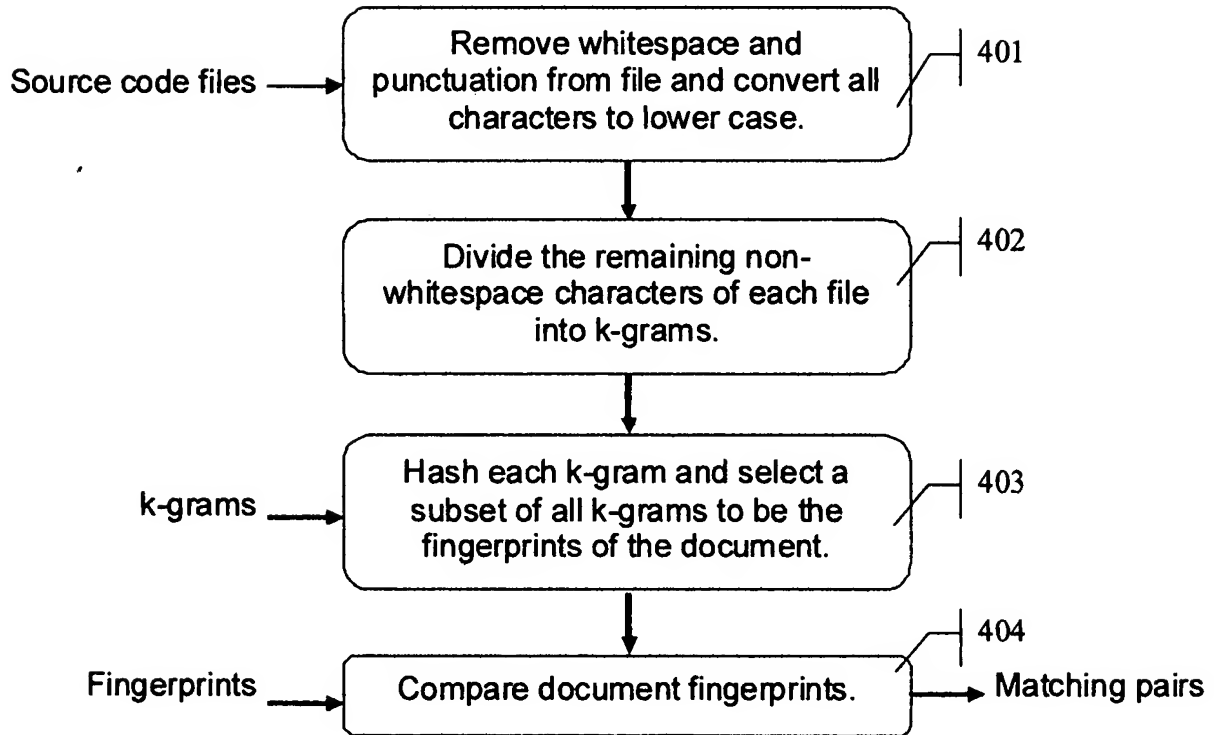 Remove whitespace and
401
Source code files
punctuation from file and convert all
characters to lower case.
402
Divide the remaining non-
whitespace characters of each file
into k-grams.
Hash each k-gram and select a
403
k-grams
subset of all k-grams to be the
fingerprints of the document.
404
Fingerprints
Compare document fingerprints.
Matching pairs